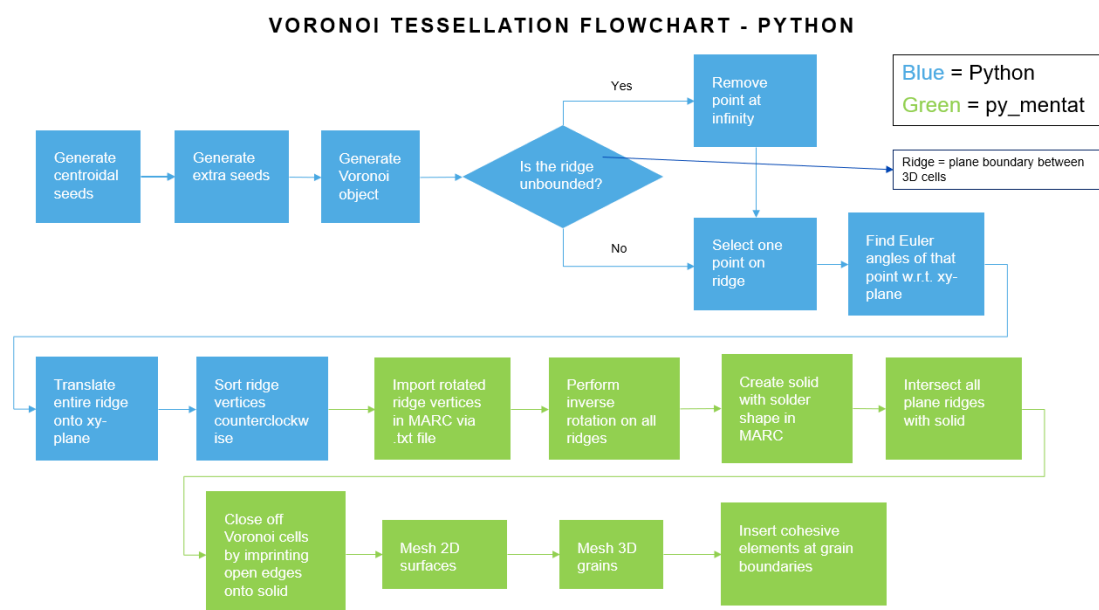 VORONOI TESSELLATION FLOWCHART - PYTHON
Blue = Python
Green = py_mentat
Ridge = plane boundary between
3D cells
Generate
centroidal
seeds
Generate
extra seeds
Generate
Voronoi
object
Is the ridge
unbounded?
Yes
Remove
point at
infinity
No
Select one
point on
ridge
Find Euler
angles of that
point w.r.t. xy-
plane
Translate
entire ridge
onto xy-
plane
Sort ridge
vertices
counterclockw
ise
Import rotated
ridge vertices
in MARC via
.txt file
Perform
inverse
rotation on all
ridges
Create solid
with solder
shape in
MARC
Intersect all
plane ridges
with solid
Close off
Voronoi cells
by imprinting
open edges
onto solid
Mesh 2D
surfaces
Mesh 3D
grains
Insert cohesive
elements at grain
boundaries